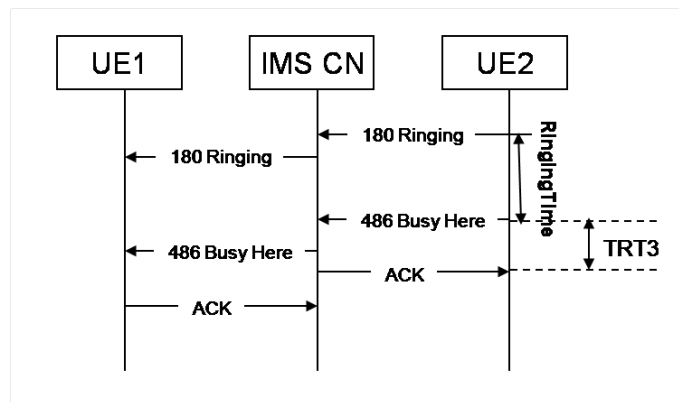 UE1
IMS CN
UE2
180 Ringing
180 Ringing
RingingTime
486 Busy Here
486 Busy Here
TRT3
ACK
ACK